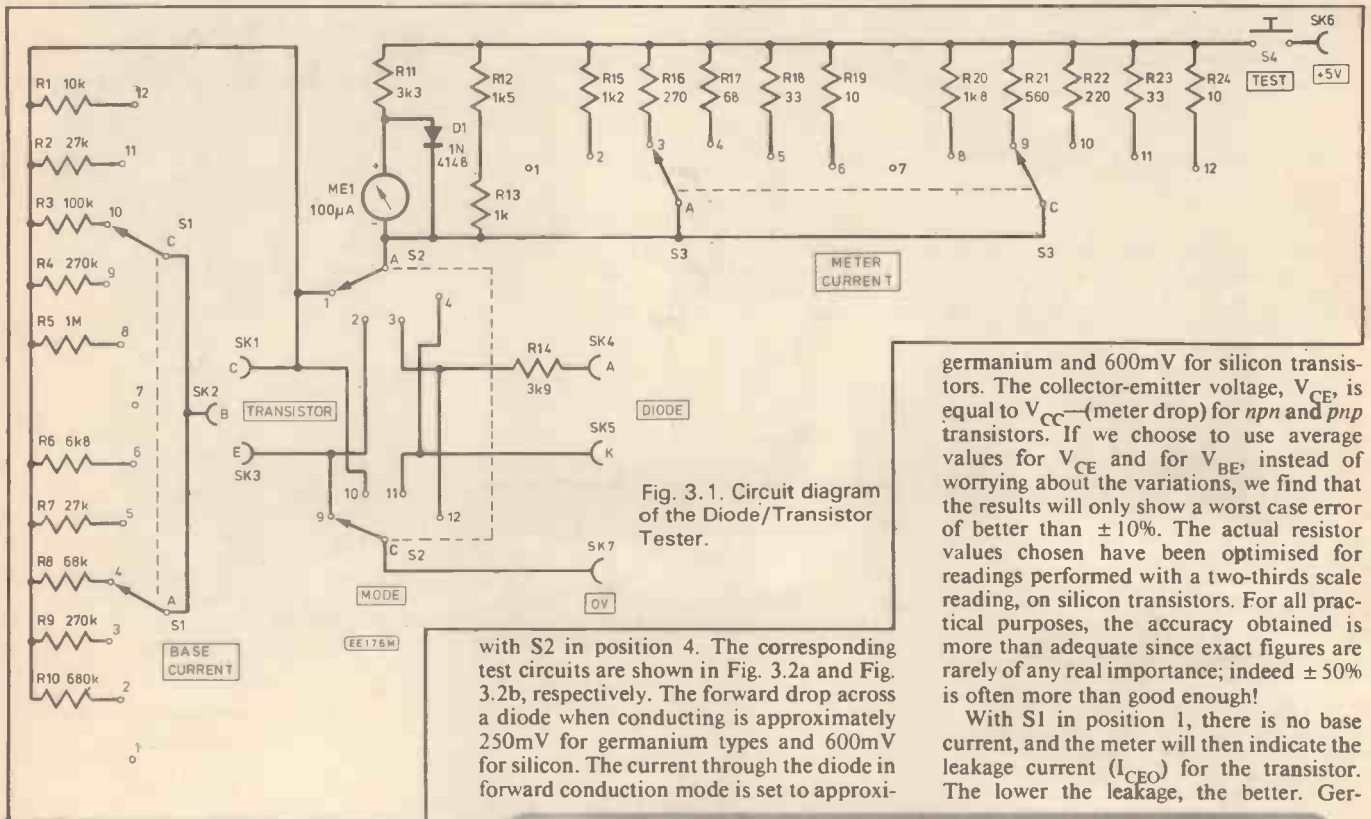 R1 10k
12
R2 27k
11
R3 100k
10
S1
C
R4 270k
9
R5 1M
8
7
R6 6k8
6
R7 27k
5
R8 68k
4
A
S1
R9 270k
3
R10 680k
2
1
BASE
CURRENT
SK1
C
SK2
B
TRANSISTOR
E
SK3
R11
3k3
D1
1N
4148
ME1
100µA
+
-
R12
1k5
R13
1k
A
S2
1
2
3
4
9
10
11
12
C
S2
MODE
EE176M
R14
3k9
SK4
A
DIODE
SK5
K
SK7
0V
1
R15
1k2
2
R16
270
3
R17
68
4
R18
33
5
R19
10
6
7
R20
1k8
8
R21
560
9
R22
220
10
R23
33
11
R24
10
12
A
S3
C
S3
METER
CURRENT
S4
TEST
SK6
+5V
Fig. 3.1. Circuit diagram
of the Diode/Transistor
Tester.
with S2 in position 4. The corresponding
test circuits are shown in Fig. 3.2a and Fig.
3.2b, respectively. The forward drop across
a diode when conducting is approximately
250mV for germanium types and 600mV
for silicon. The current through the diode in
forward conduction mode is set to approxi-
germanium and 600mV for silicon transis-
tors. The collector-emitter voltage, VCE, is
equal to VCC—(meter drop) for npn and pnp
transistors. If we choose to use average
values for VCE and for VBE, instead of
worrying about the variations, we find that
the results will only show a worst case error
of better than ±10%. The actual resistor
values chosen have been optimised for
readings performed with a two-thirds scale
reading, on silicon transistors. For all prac-
tical purposes, the accuracy obtained is
more than adequate since exact figures are
rarely of any real importance; indeed ±50%
is often more than good enough!
With S1 in position 1, there is no base
current, and the meter will then indicate the
leakage current (ICEO) for the transistor.
The lower the leakage, the better. Ger-